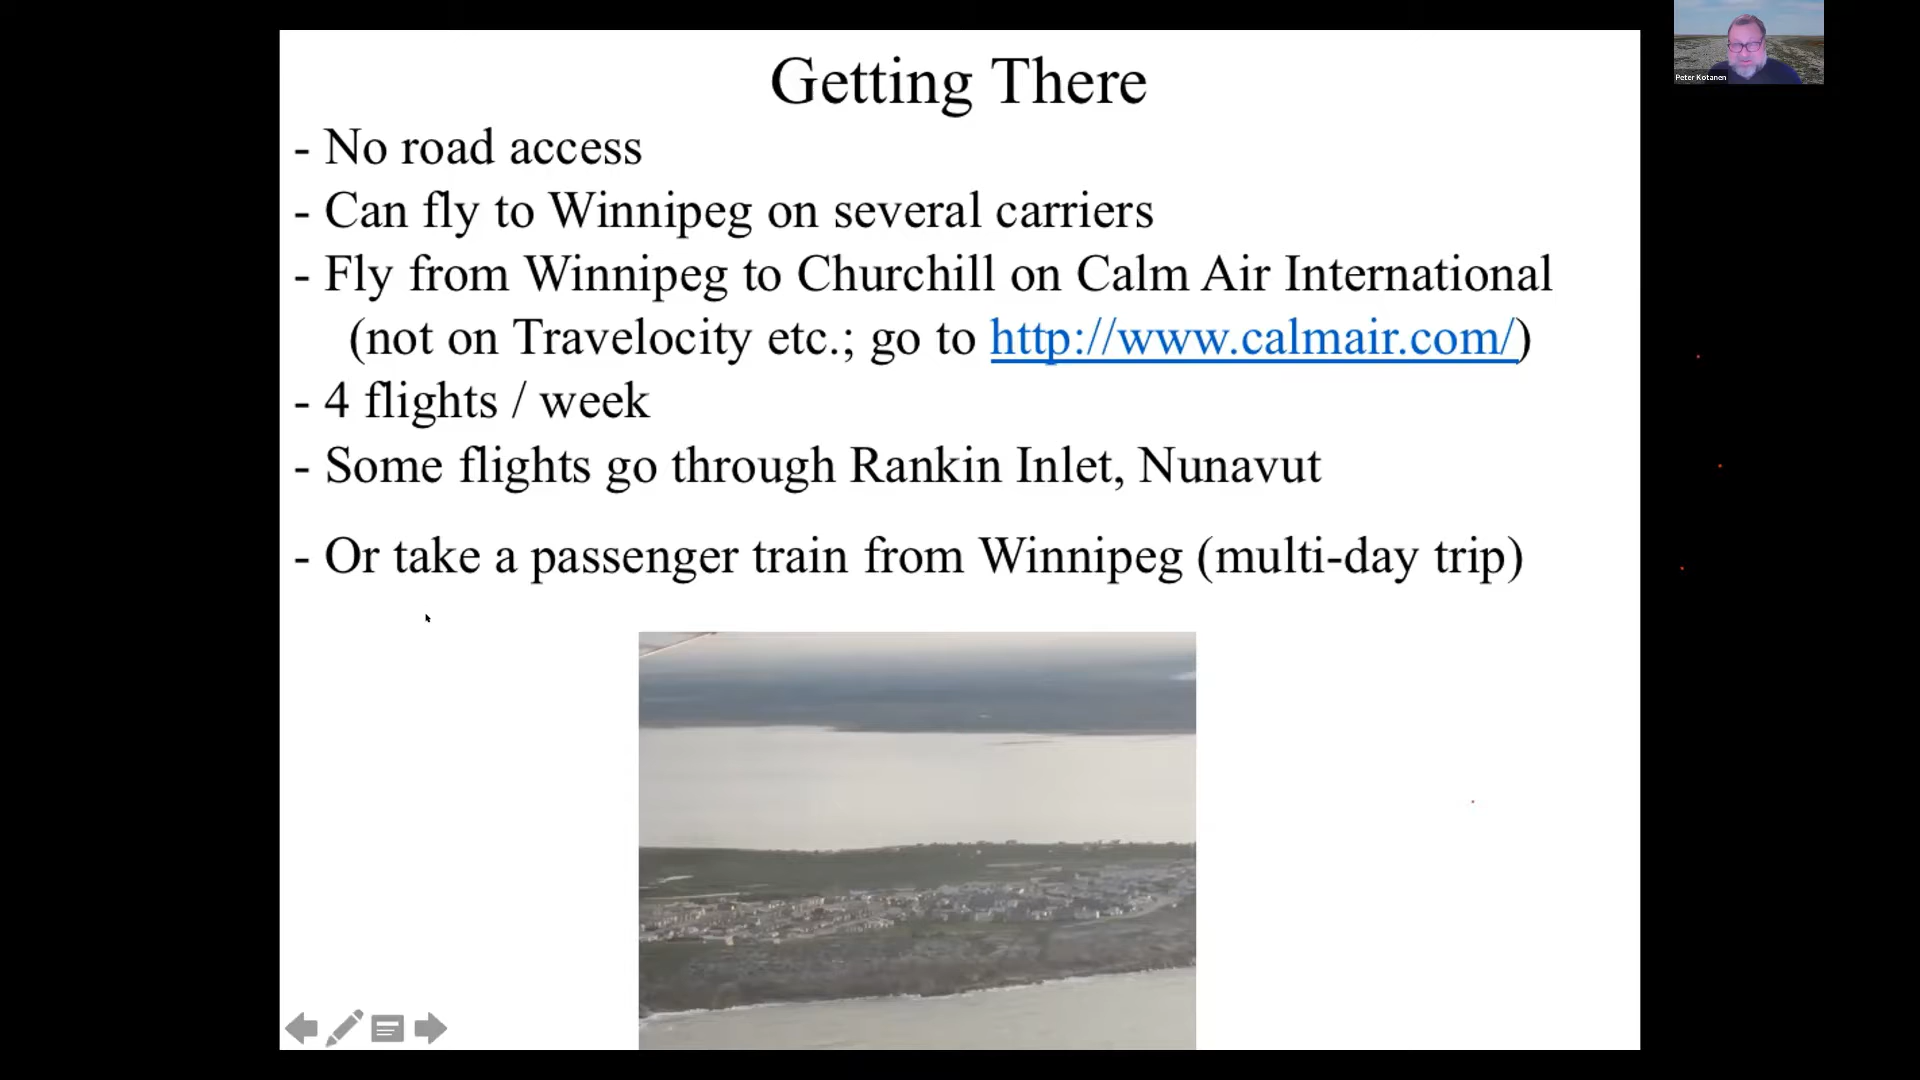 Getting There
- No road access
- Can fly to Winnipeg on several carriers
- Fly from Winnipeg to Churchill on Calm Air International
(not on Travelocity etc.; go to http://www.calmair.com/)
- 4 flights / week
- Some flights go through Rankin Inlet, Nunavut
- Or take a passenger train from Winnipeg (multi-day trip)
Peter Kotanen